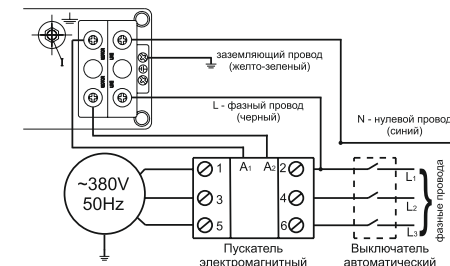 заземляющий провод
(желто-зеленый)
L - фазный провод
(черный)
N - нулевой провод
(синий)
~380V
50Hz
1
A1
A2
2
3
4
5
6
L1
L2
L3
фазные провода
Пускатель
электромагнитный
Выключатель
автоматический